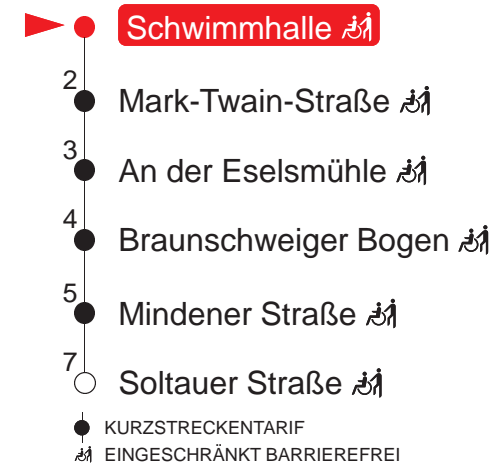 Schwimmhalle
2 Mark-Twain-Straße
3 An der Eselsmühle
4 Braunschweiger Bogen
5 Mindener Straße
7 Soltauer Straße
KURZSTRECKENTARIF
EINGESCHRÄNKT BARRIEREFREI